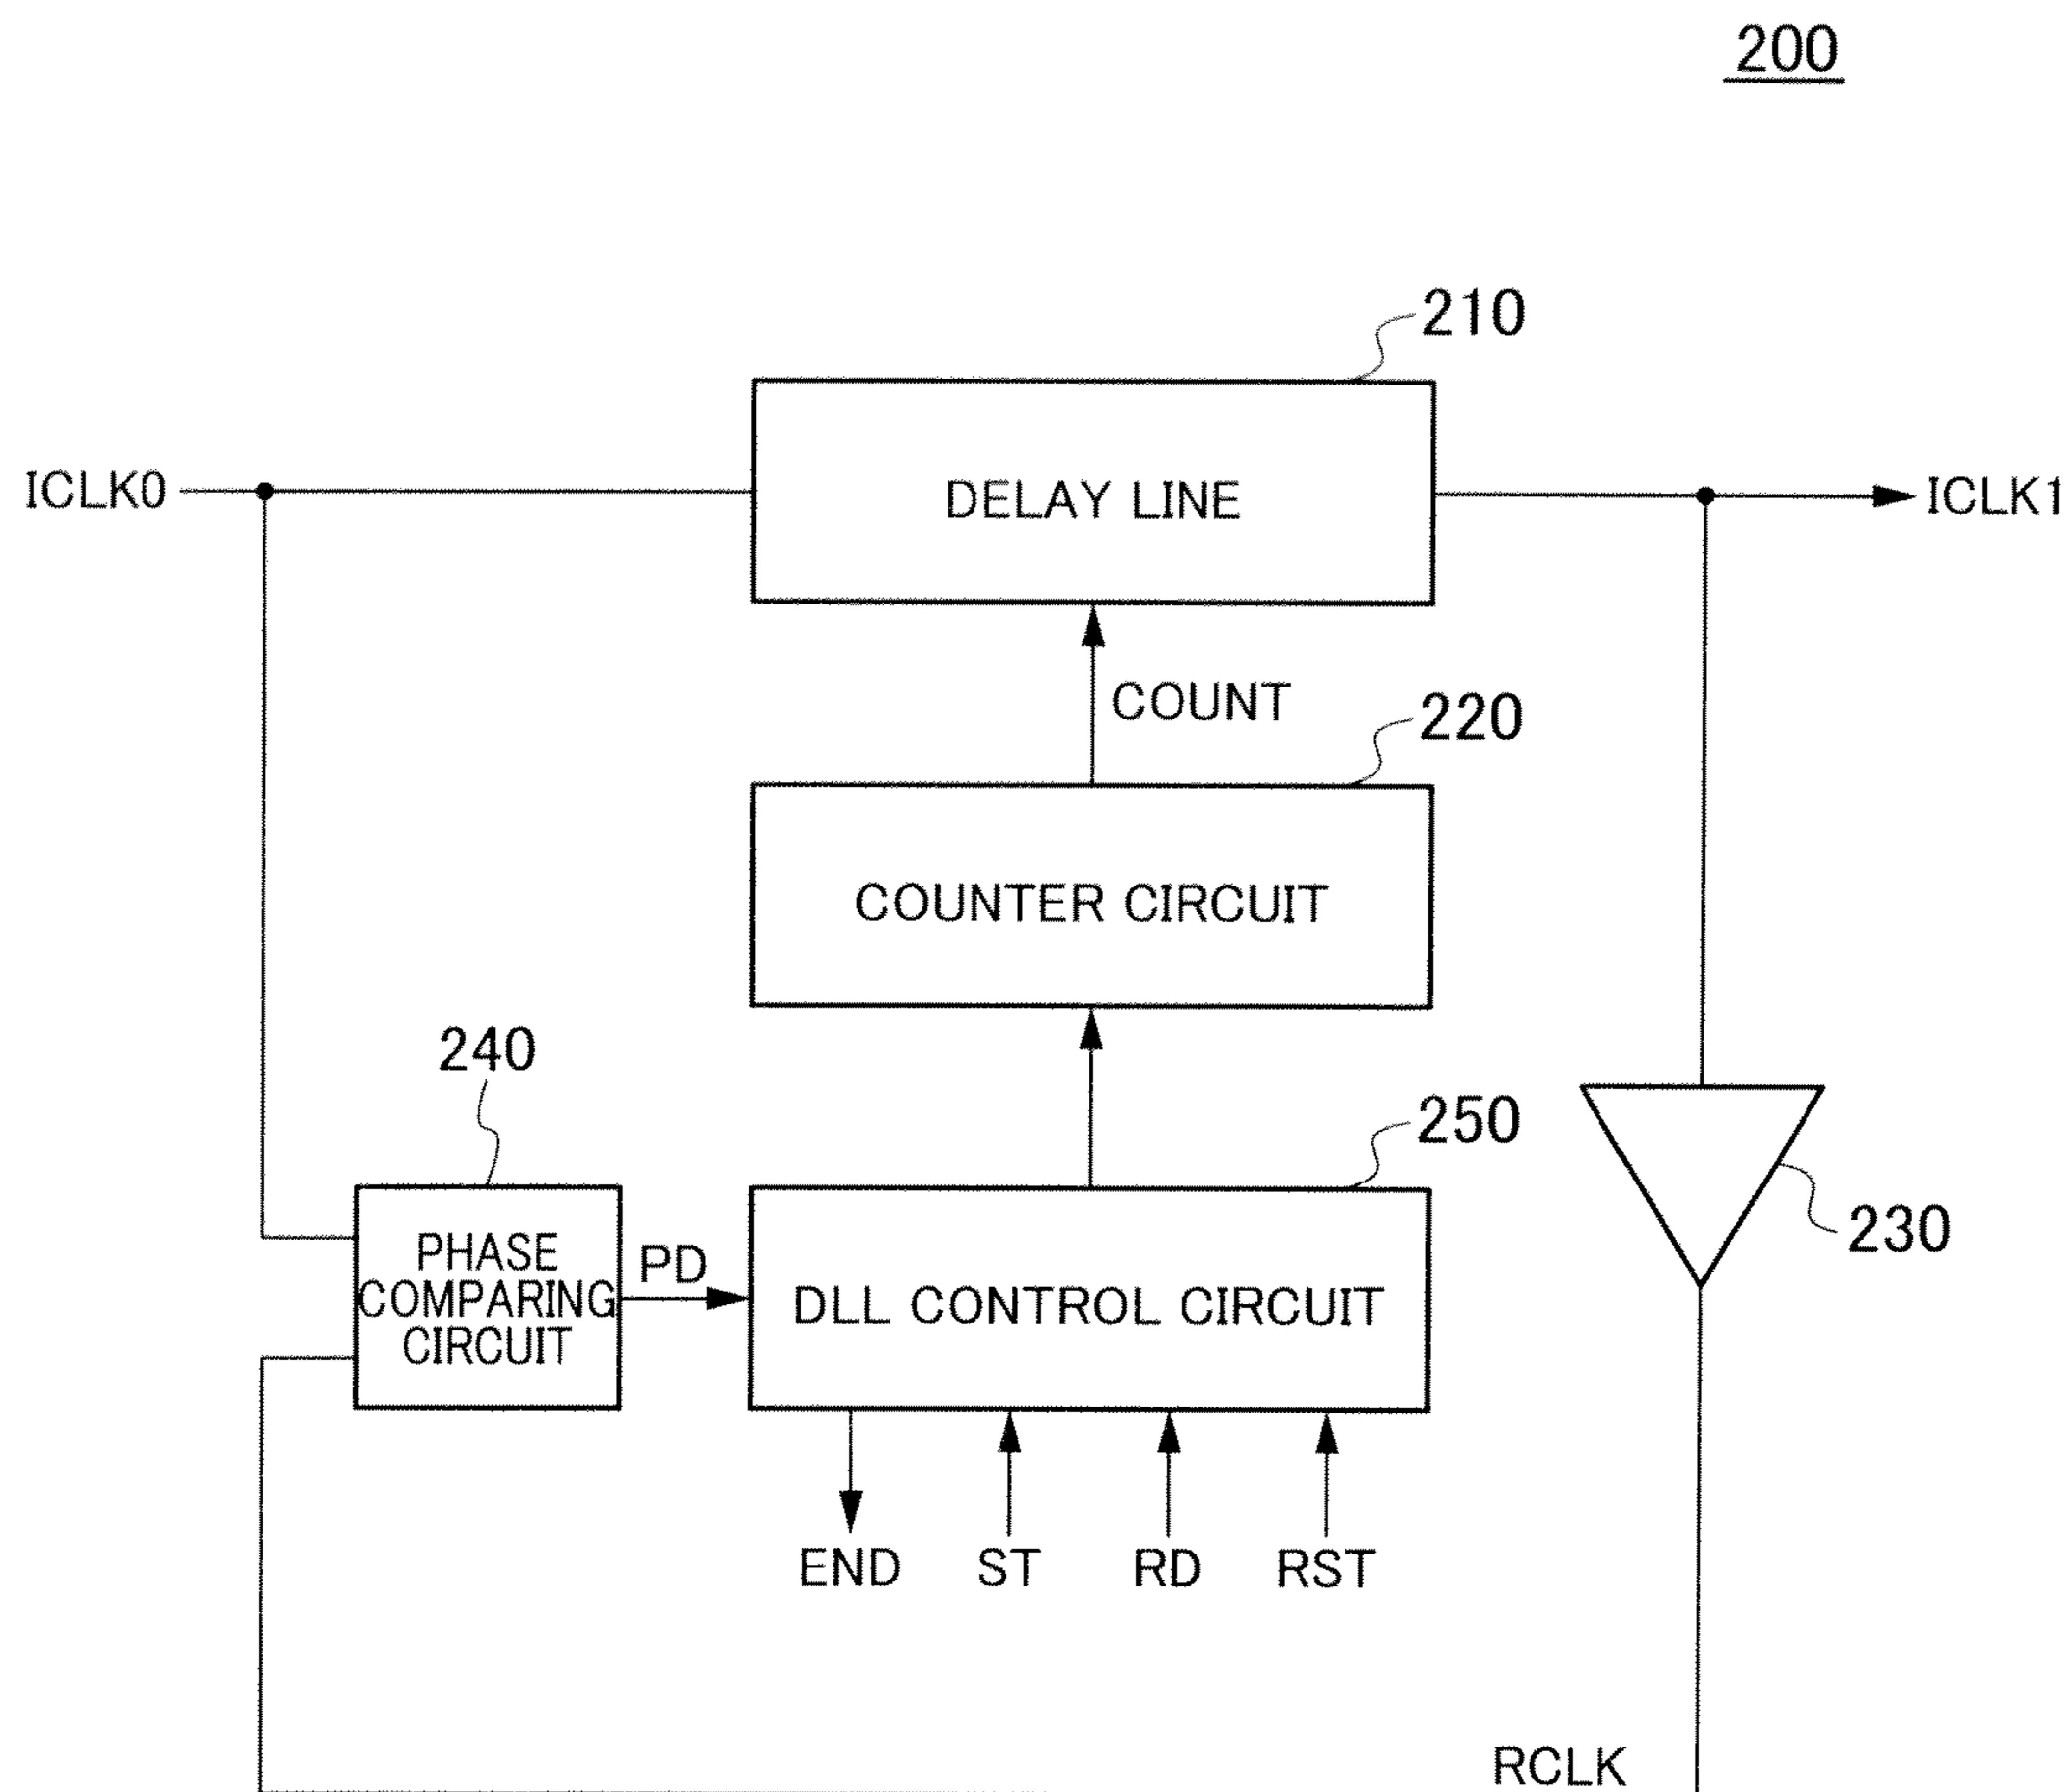 200
210
ICLK0
DELAY LINE
ICLK1
COUNT
220
COUNTER CIRCUIT
240
250
PHASE
COMPARING
CIRCUIT
PD
DLL CONTROL CIRCUIT
230
END
ST
RD
RST
RCLK